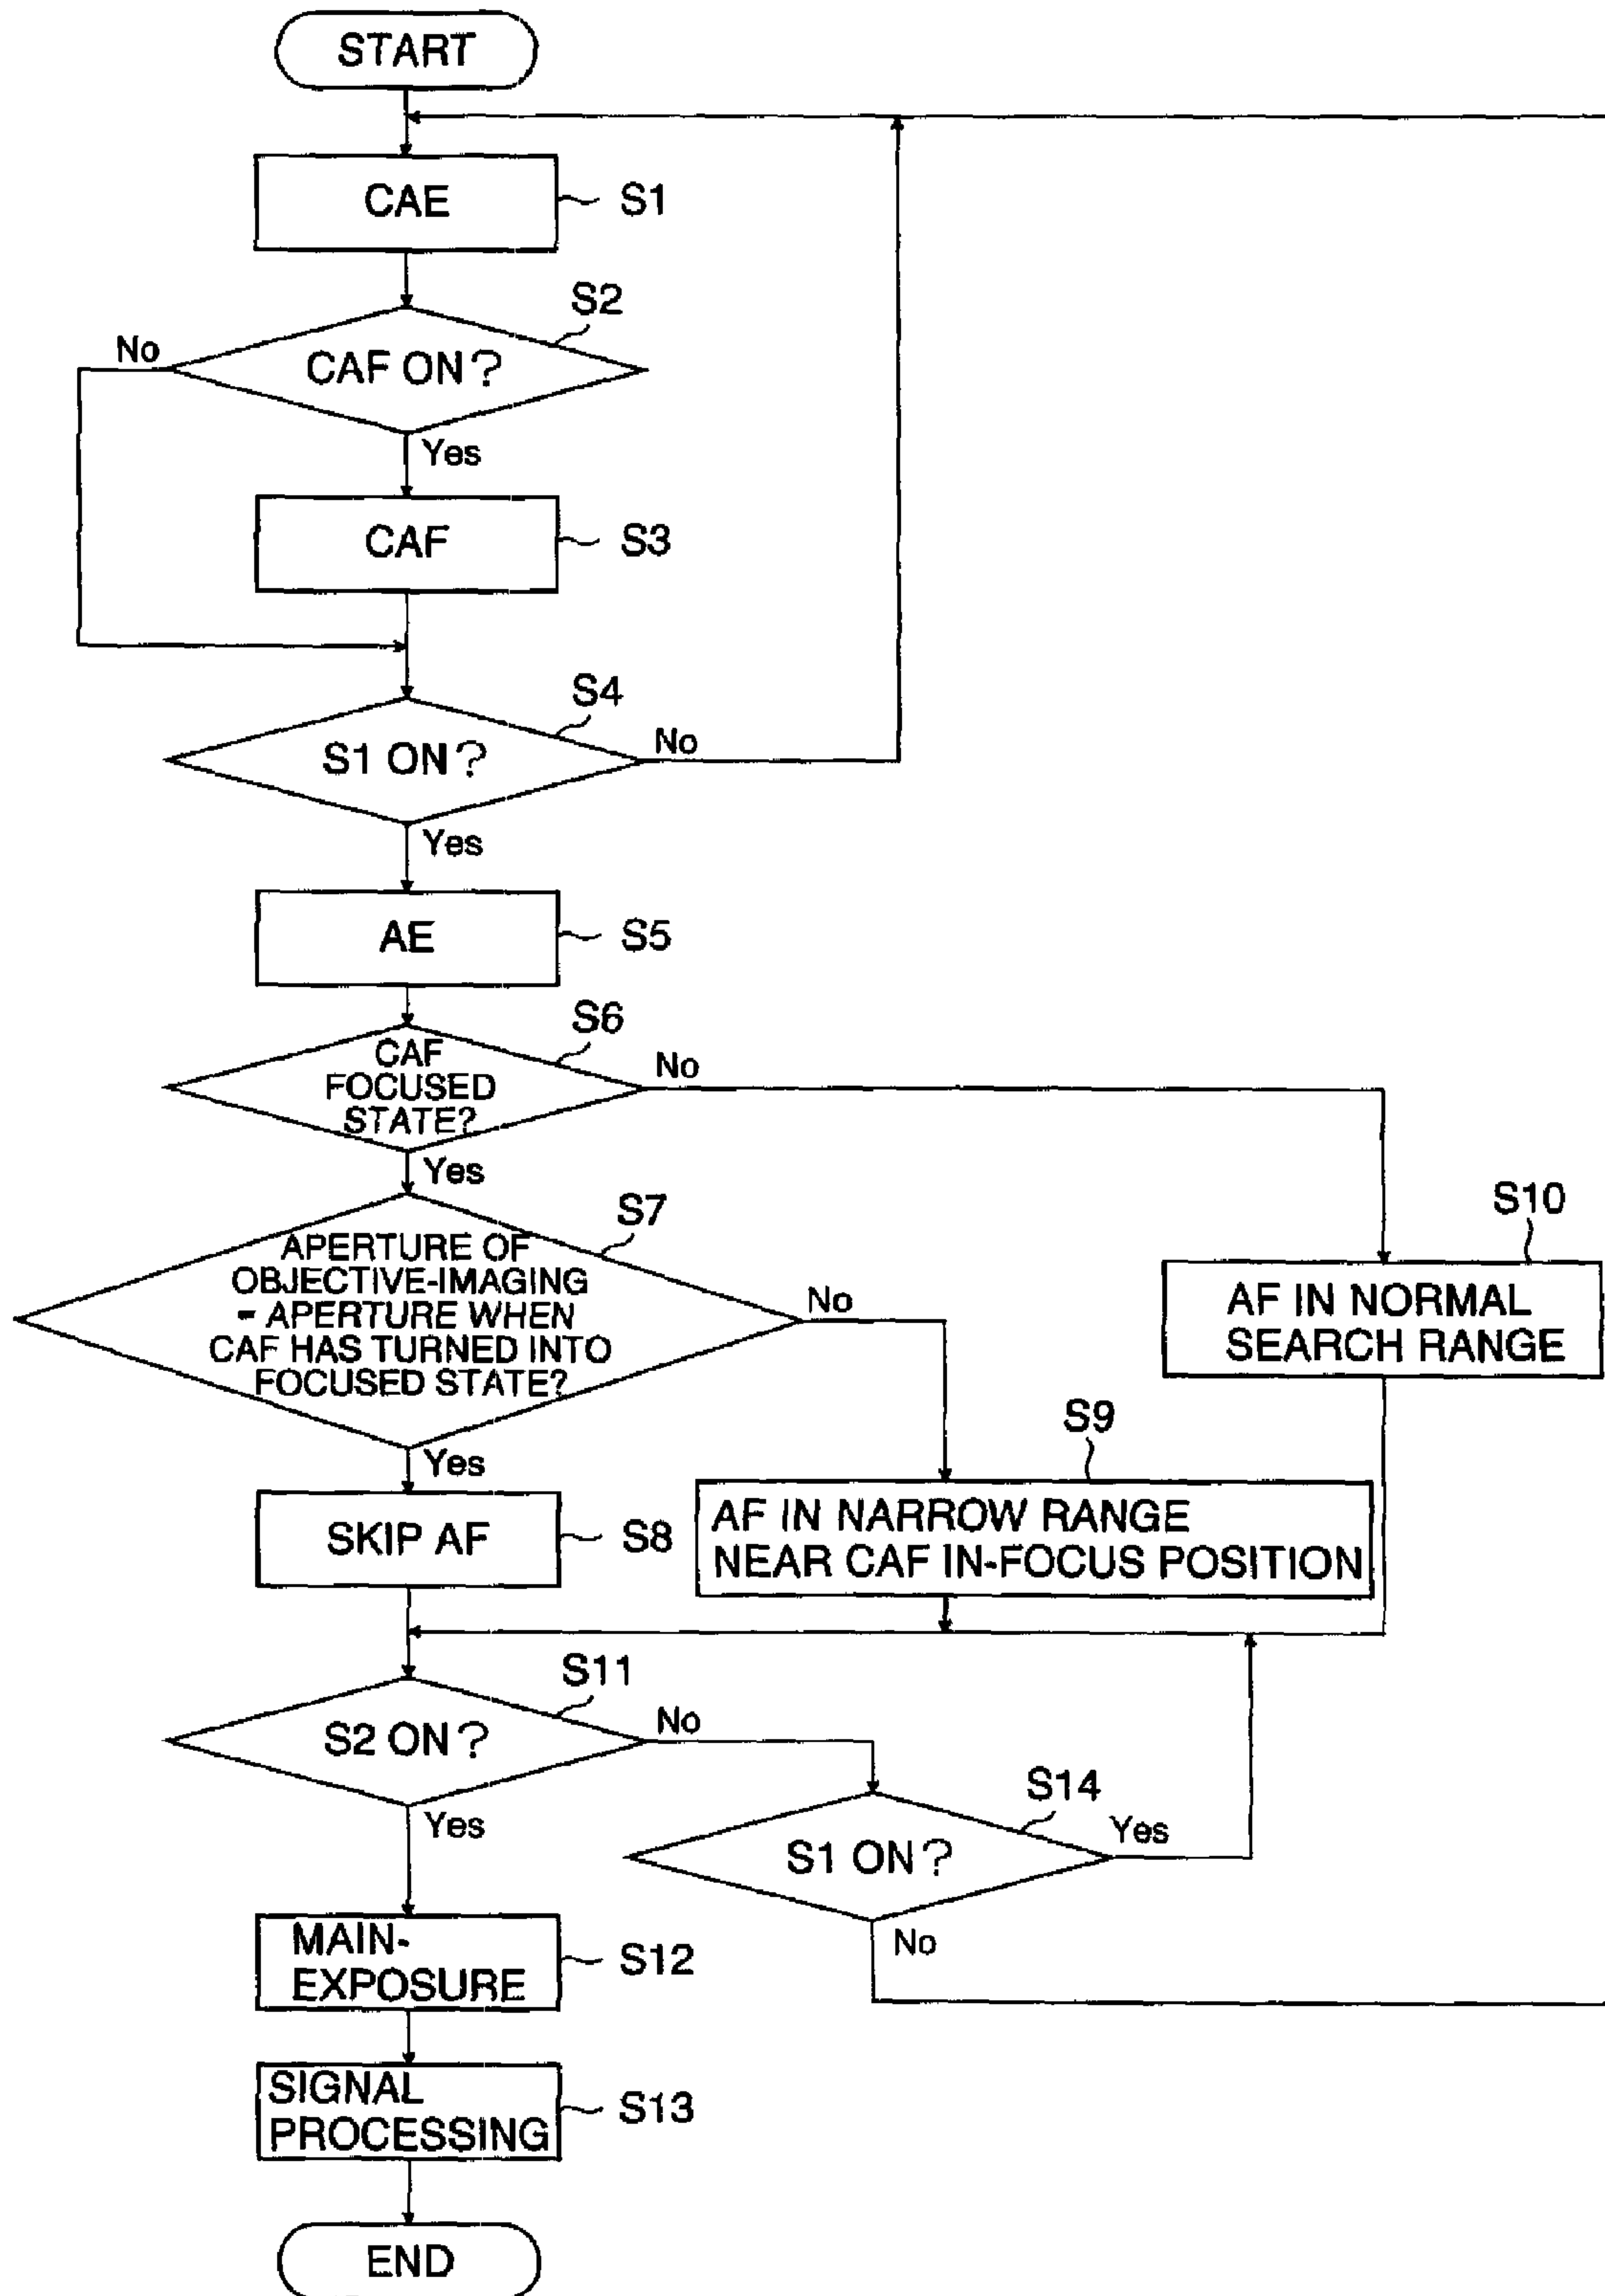 START
CAE
S1
S2
No
CAF ON?
Yes
CAF
S3
S4
S1 ON?
No
Yes
AE
S5
S6
CAF
FOCUSED
STATE?
No
Yes
S7
APERTURE OF
OBJECTIVE-IMAGING
= APERTURE WHEN
CAF HAS TURNED INTO
FOCUSED STATE?
No
S10
AF IN NORMAL
SEARCH RANGE
Yes
S9
AF IN NARROW RANGE
NEAR CAF IN-FOCUS POSITION
SKIP AF
S8
S11
S2 ON?
No
Yes
S14
S1 ON?
Yes
No
MAIN-
EXPOSURE
S12
SIGNAL
PROCESSING
S13
END